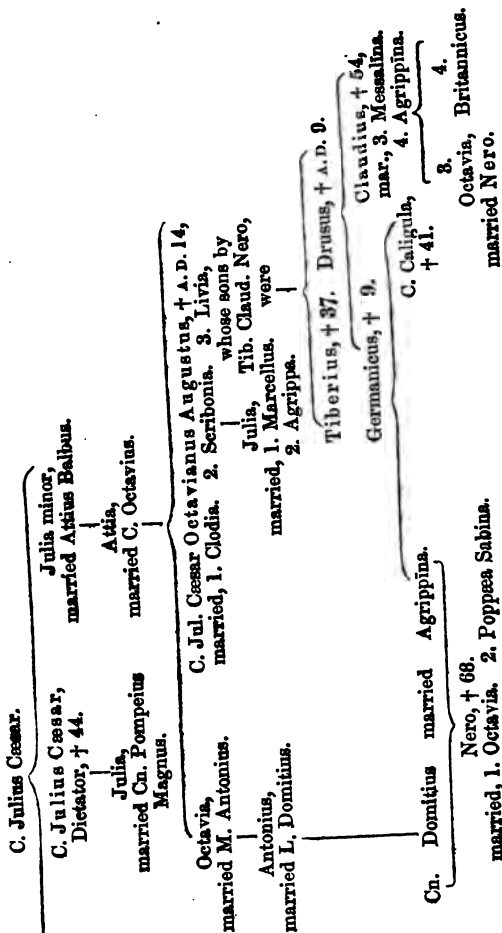 C. Julius Cæsar.
C. Julius Cæsar,
Dictator, † 44.
Julia minor,
married Attius Balbus.
Julia,
married Cn. Pompeius
Magnus.
Attia,
married C. Octavius.
Octavia,
married M. Antonius.
C. Jul. Cæsar Octavianus Augustus, † A.D. 14,
married, 1. Clodia. 2. Scribonia. 3. Livia,
whose sons by
Tib. Claud. Nero,
were
Julia,
married, 1. Marcellus.
2. Agrippa.
Antonius,
married L. Domitius.
Tiberius, † 37. Drusus, † A.D. 9.
Germanicus, † 9.
Claudius, † 54,
mar., 3. Messalina.
4. Agrippina.
Cn. Domitius married Agrippina.
C. Caligula,
† 41.
3. 4.
Octavia, Britannicus.
married Nero.
Nero, † 68.
married, 1. Octavia. 2. Poppæa Sabina.